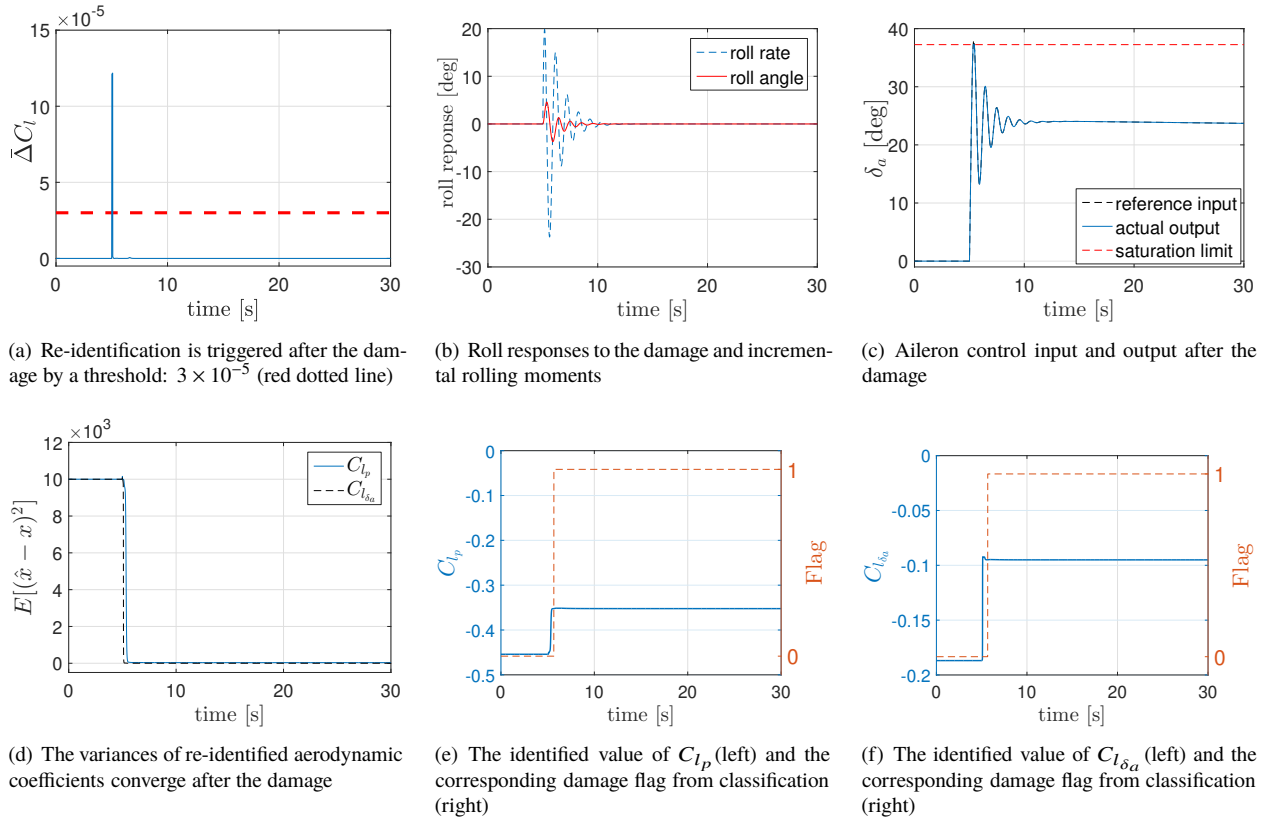 ×10⁻⁵
15
10
5
0
0 10 20 30
Δ̄C_l
time [s]
(a) Re-identification is triggered after the dam-
age by a threshold: 3 × 10⁻⁵ (red dotted line)
20
10
0
-10
-20
-30
0 10 20 30
roll reponse [deg]
time [s]
roll rate
roll angle
(b) Roll responses to the damage and incremen-
tal rolling moments
40
30
20
10
0
0 10 20 30
δ_a [deg]
time [s]
reference input
actual output
saturation limit
(c) Aileron control input and output after the
damage
×10³
12
10
8
6
4
2
0
0 10 20 30
E[(x̂ − x)²]
time [s]
C_{l_p}
C_{l_{δ_a}}
(d) The variances of re-identified aerodynamic
coefficients converge after the damage
0
-0.1
-0.2
-0.3
-0.4
-0.5
0 10 20 30
C_{l_p}
1
0
Flag
time [s]
(e) The identified value of C_{l_p} (left) and the
corresponding damage flag from classification
(right)
0
-0.05
-0.1
-0.15
-0.2
0 10 20 30
C_{l_{δ_a}}
1
0
Flag
time [s]
(f) The identified value of C_{l_{δ_a}} (left) and the
corresponding damage flag from classification
(right)